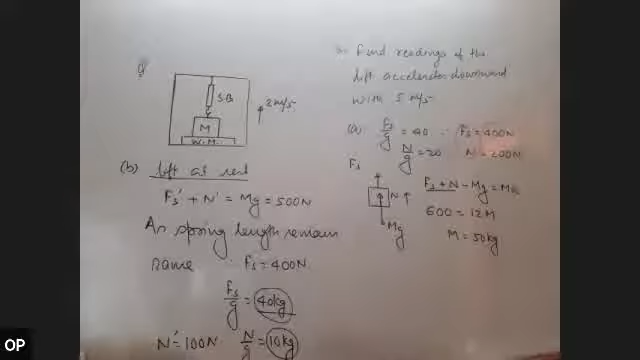 Q
S.B
2 m/s²
M
W.M.
(b) Lift at rest
Fs' + N' = Mg = 500N
As spring length remain
same Fs = 400N
Fs/g = 40kg
N' = 100N N/g = 10kg
Find readings of the
lift accelerates downward
with 5 m/s²
(a) Fs/g = 40 ∴ Fs = 400N
N/g = 20 N = 200N
Fs
N
Mg
Fs + N - Mg = Ma
600 = 12M
M = 50kg
OP